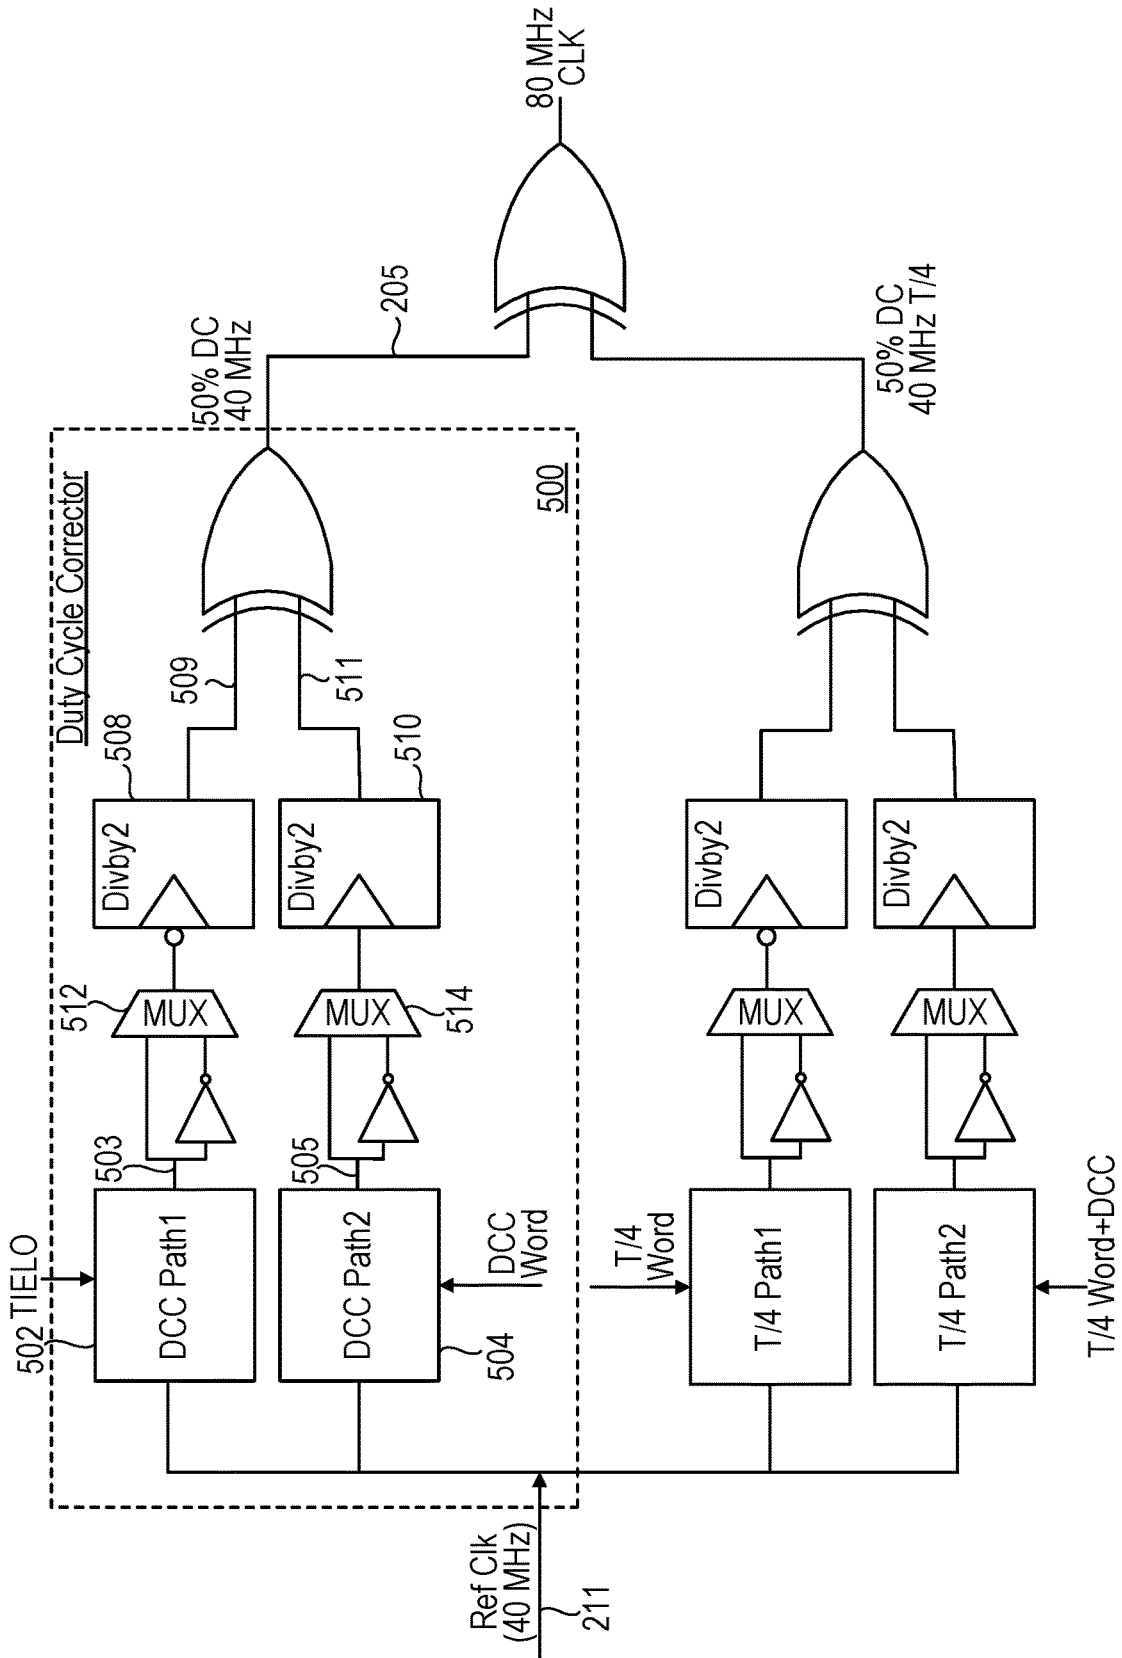 Duty Cycle Corrector
502
TIELO
DCC Path1
503
512
MUX
Divby2
508
509
DCC Path2
504
DCC
Word
505
MUX
514
Divby2
510
511
50% DC
40 MHz
205
500
80 MHz
CLK
Ref Clk
(40 MHz)
211
T/4
Word
T/4 Path1
MUX
Divby2
T/4 Path2
T/4 Word+DCC
MUX
Divby2
50% DC
40 MHz T/4